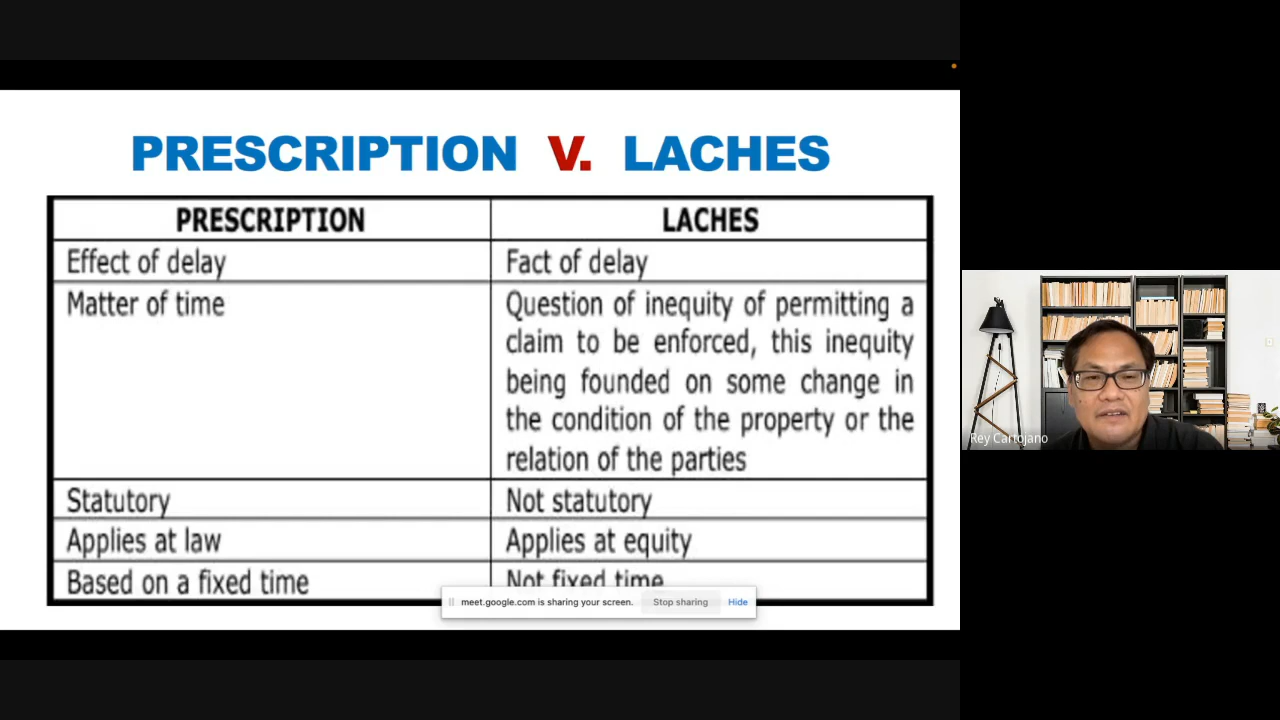 PRESCRIPTION V. LACHES
PRESCRIPTION
LACHES
Effect of delay
Fact of delay
Matter of time
Question of inequity of permitting a
claim to be enforced, this inequity
being founded on some change in
the condition of the property or the
relation of the parties
Statutory
Not statutory
Applies at law
Applies at equity
Based on a fixed time
Not fixed time
meet.google.com is sharing your screen.
Stop sharing
Hide
Rey Cartojano